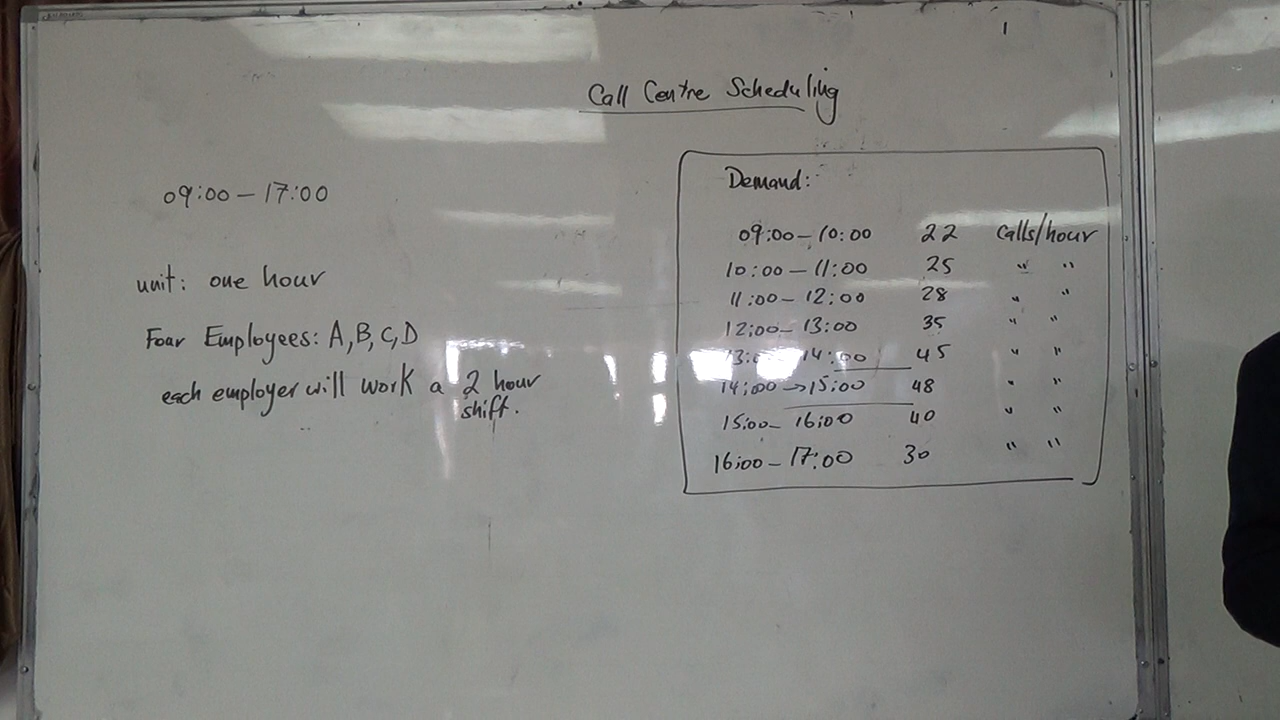 Call Centre Scheduling
09:00 – 17:00
unit: one hour
Four Employees: A, B, C, D
each employer will work a 2 hour
shift.
Demand:
09:00 – 10:00 22 calls/hour
10:00 – 11:00 25 " "
11:00 – 12:00 28 " "
12:00 – 13:00 35 " "
13:0 14:00 45 " "
14:00 → 15:00 48 " "
15:00 – 16:00 40 " "
16:00 – 17:00 30 " "
1